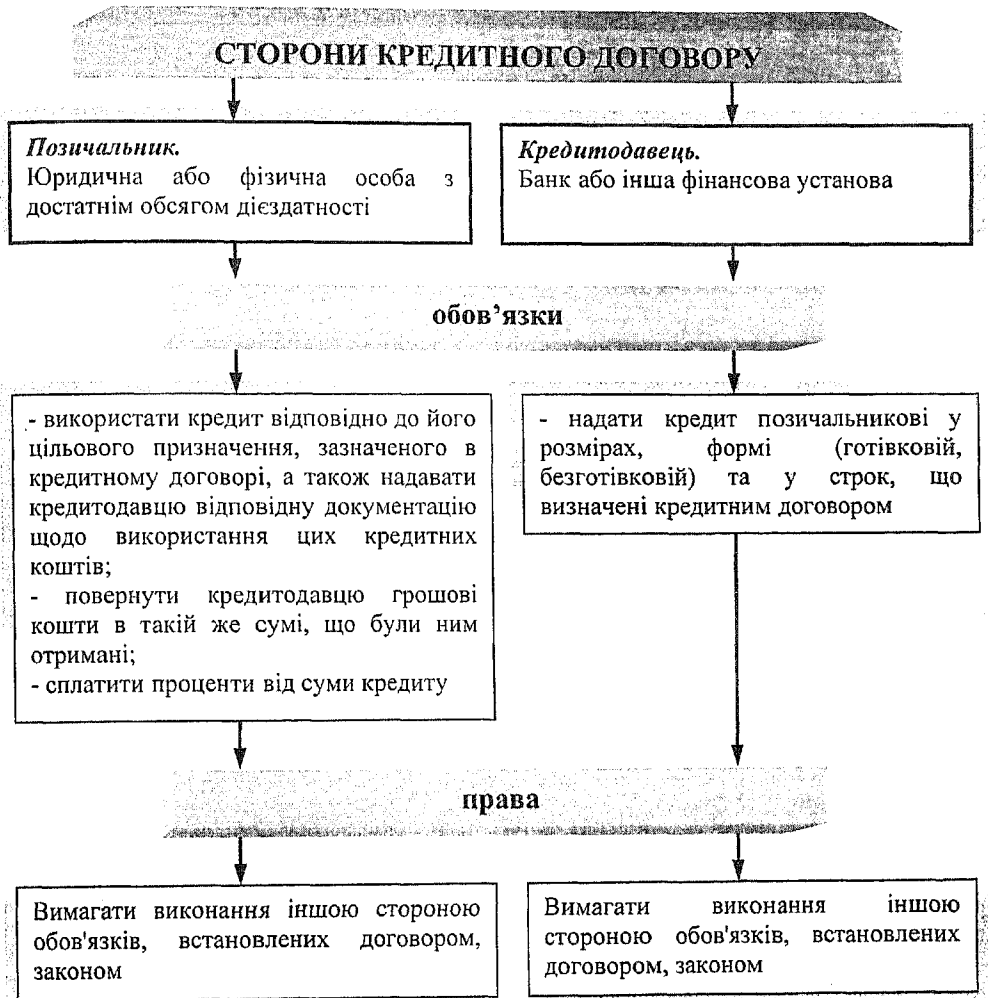 СТОРОНИ КРЕДИТНОГО ДОГОВОРУ
Позичальник.
Юридична або фізична особа з
достатнім обсягом дієздатності
Кредитодавець.
Банк або інша фінансова установа
обов’язки
- використати кредит відповідно до його
цільового призначення, зазначеного в
кредитному договорі, а також надавати
кредитодавцю відповідну документацію
щодо використання цих кредитних
коштів;
- повернути кредитодавцю грошові
кошти в такій же сумі, що були ним
отримані;
- сплатити проценти від суми кредиту
- надати кредит позичальникові у
розмірах, формі (готівковій,
безготівковій) та у строк, що
визначені кредитним договором
права
Вимагати виконання іншою стороною
обов'язків, встановлених договором,
законом
Вимагати виконання іншою
стороною обов'язків, встановлених
договором, законом